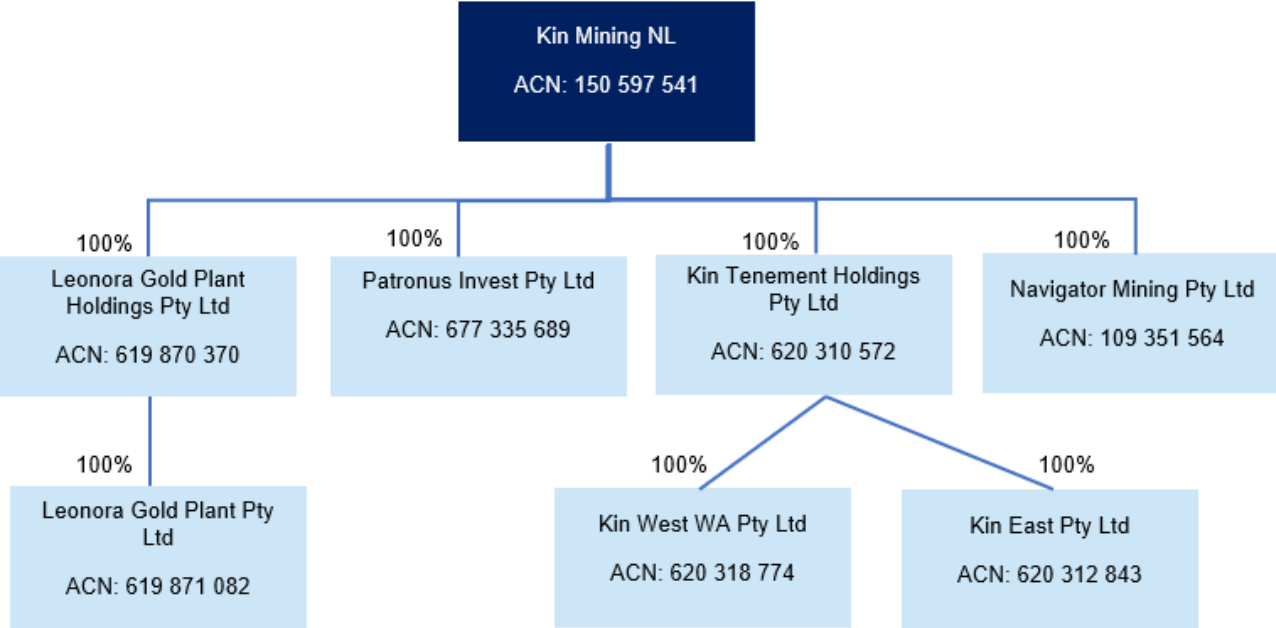 Kin Mining NL
ACN: 150 597 541
100%
100%
100%
100%
Leonora Gold Plant
Holdings Pty Ltd
ACN: 619 870 370
Patronus Invest Pty Ltd
ACN: 677 335 689
Kin Tenement Holdings
Pty Ltd
ACN: 620 310 572
Navigator Mining Pty Ltd
ACN: 109 351 564
100%
100%
100%
Leonora Gold Plant Pty
Ltd
ACN: 619 871 082
Kin West WA Pty Ltd
ACN: 620 318 774
Kin East Pty Ltd
ACN: 620 312 843